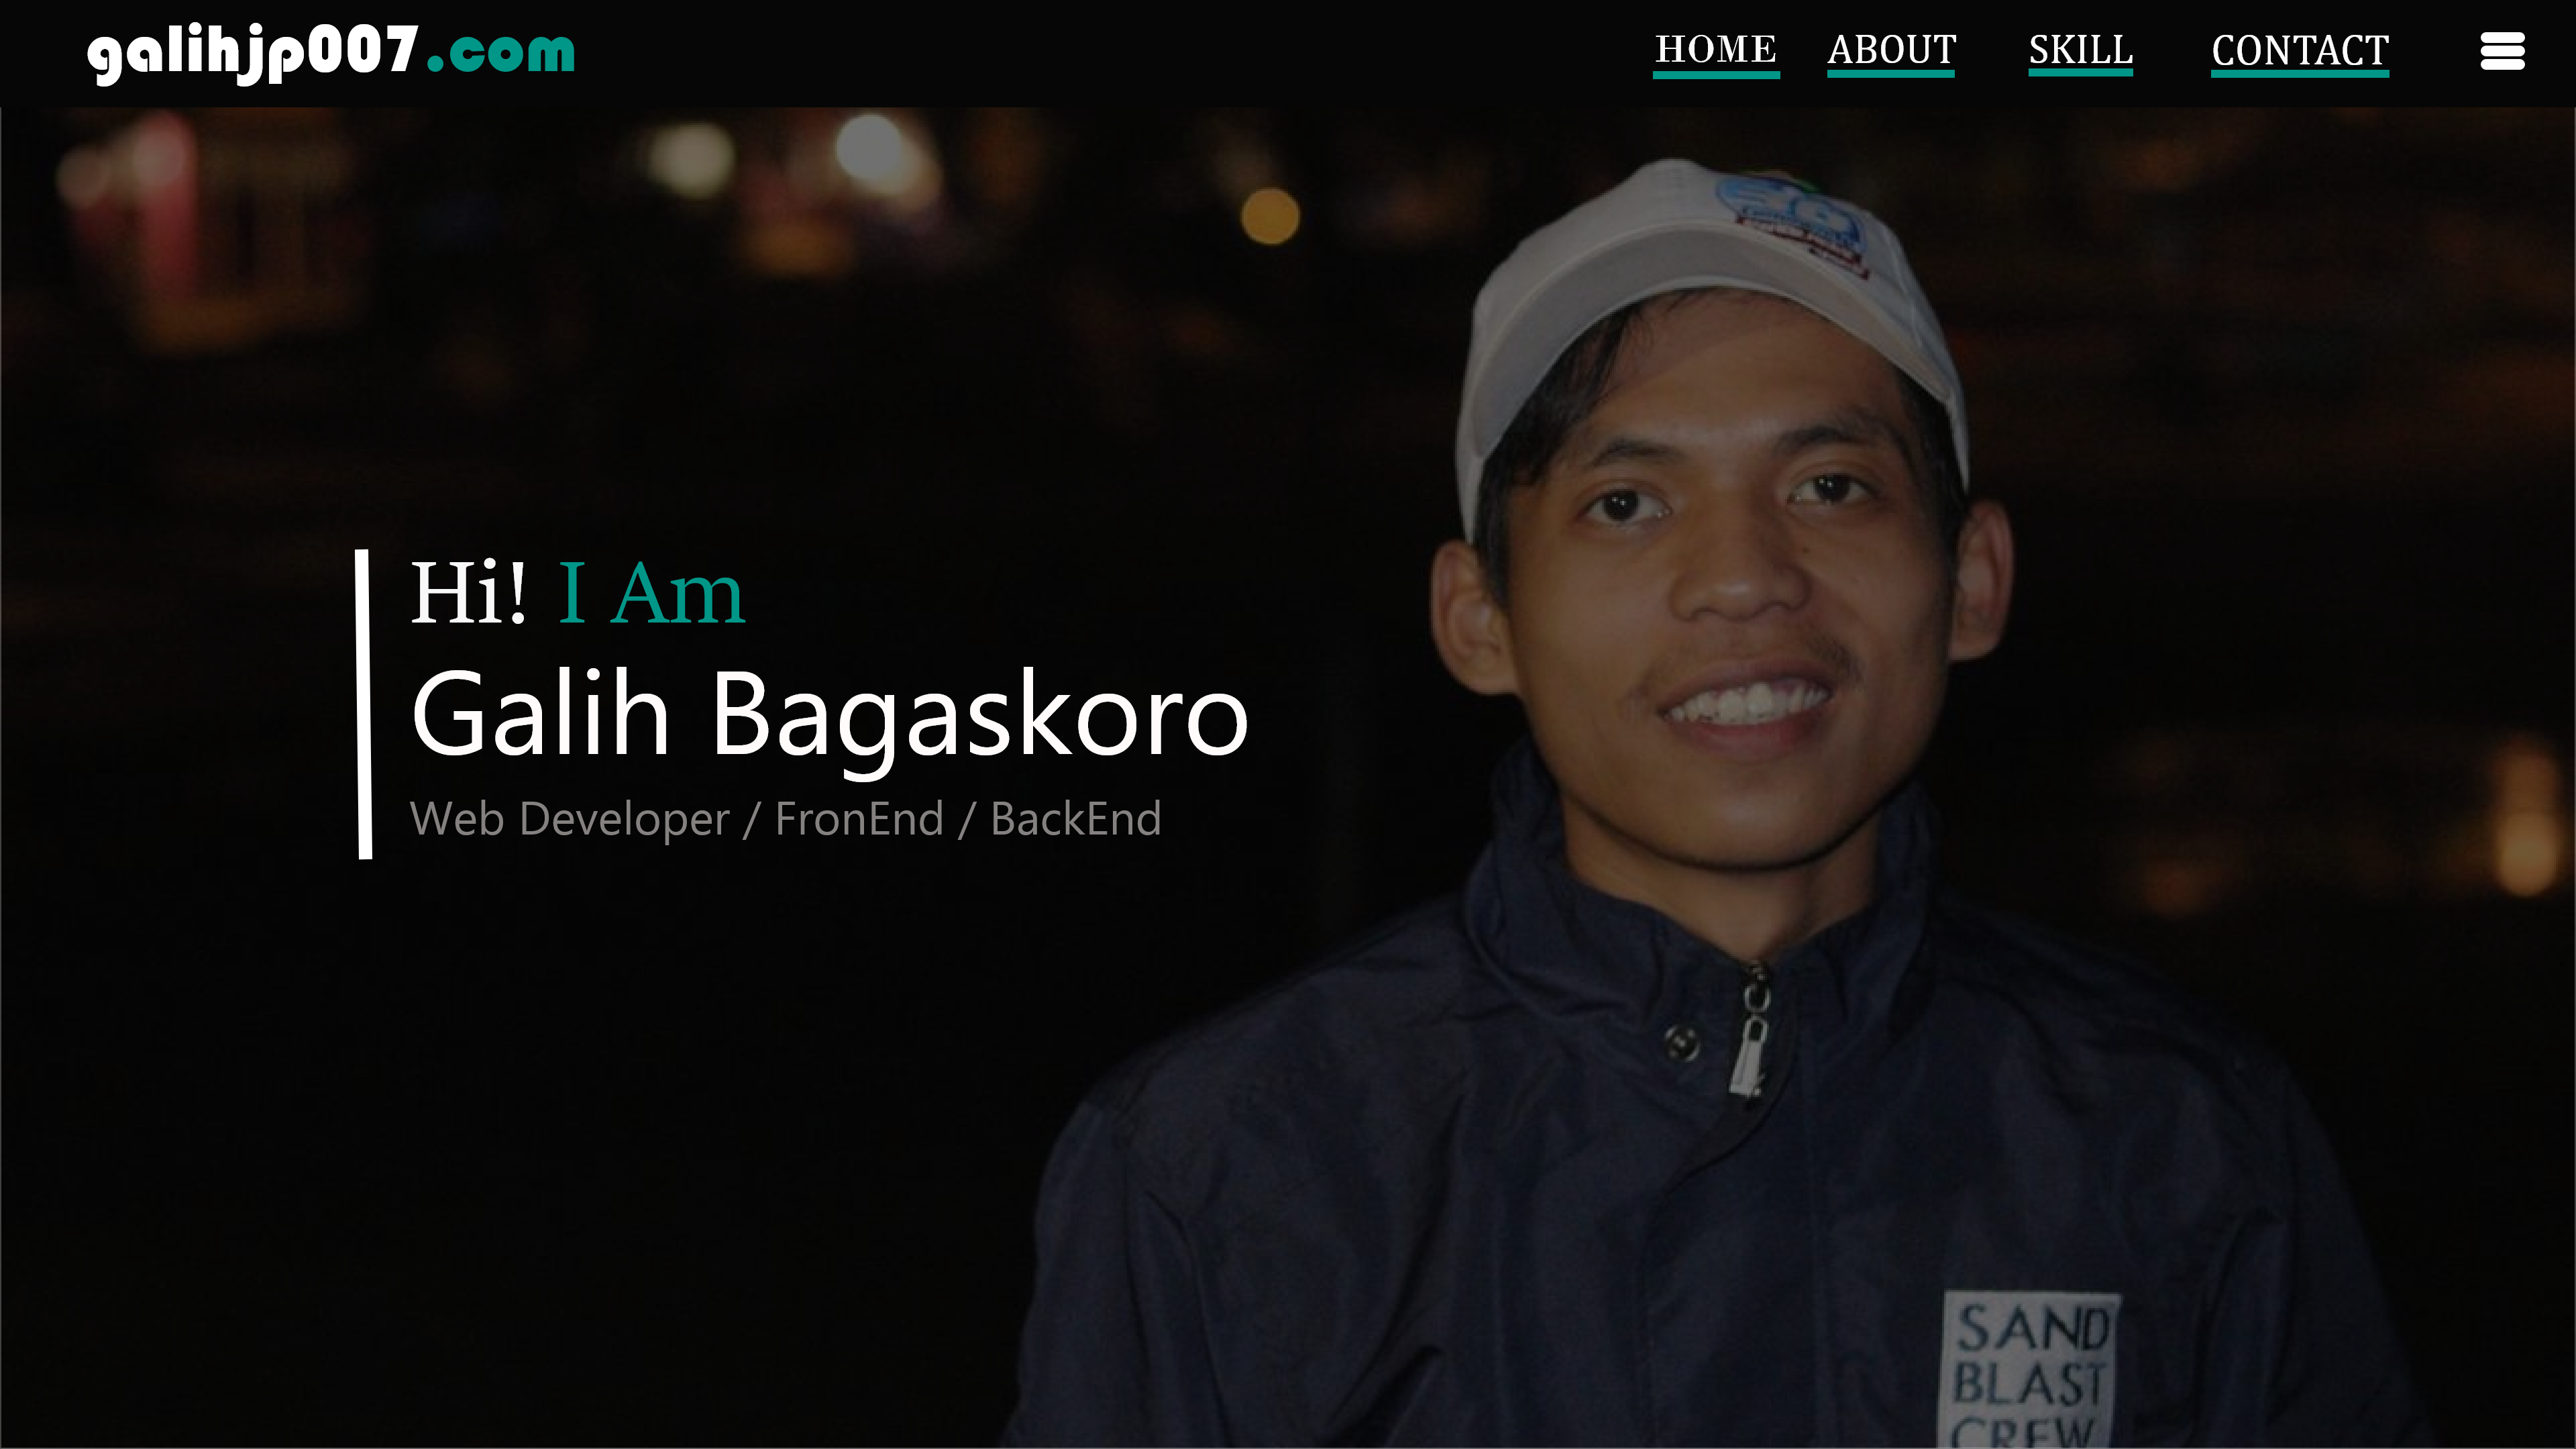 galihjp007.com
HOME ABOUT SKILL CONTACT
Hi! I Am
Galih Bagaskoro
Web Developer / FronEnd / BackEnd
SAND
BLAST
CREW